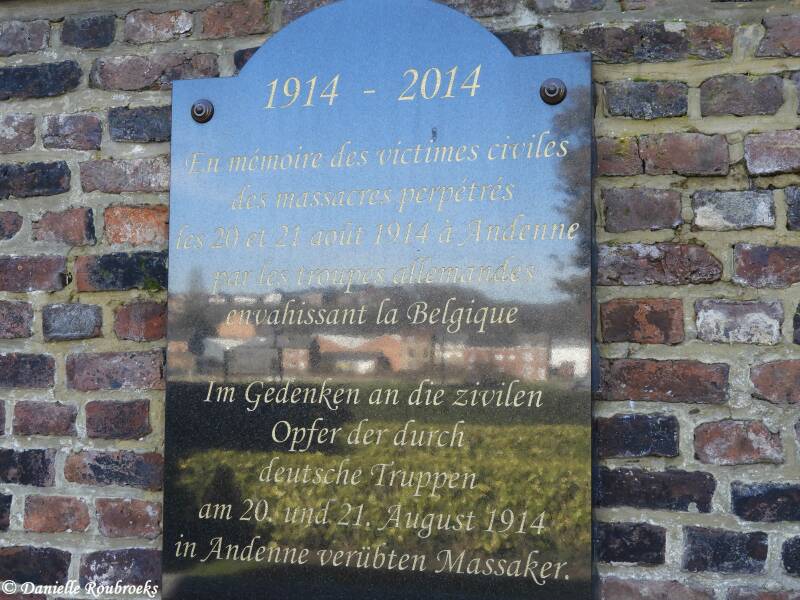 1914 - 2014
En mémoire des victimes civiles
des massacres perpétrés
les 20 et 21 août 1914 à Andenne
par les troupes allemandes
envahissant la Belgique
Im Gedenken an die zivilen
Opfer der durch
deutsche Truppen
am 20. und 21. August 1914
in Andenne verübten Massaker.
© Danielle Roubroeks